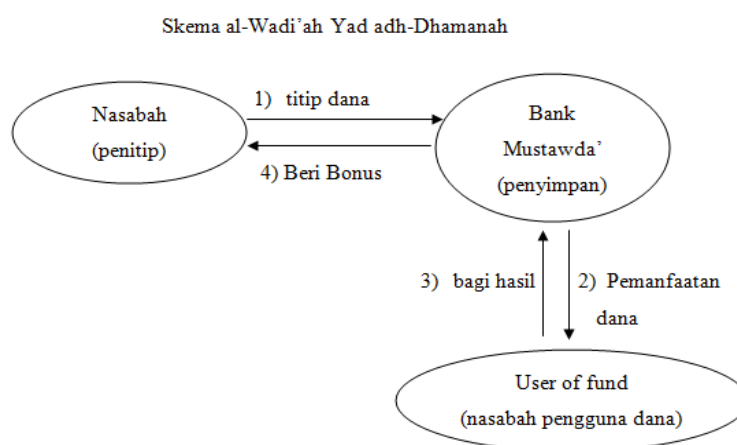 Skema al-Wadi’ah Yad adh-Dhamanah
Nasabah
(penitip)
1) titip dana
4) Beri Bonus
Bank
Mustawda’
(penyimpan)
3) bagi hasil
2) Pemanfaatan
dana
User of fund
(nasabah pengguna dana)